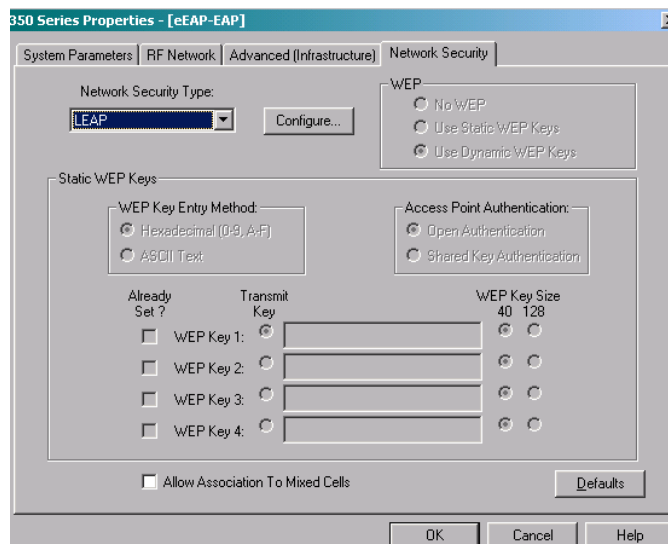 350 Series Properties - [eEAP-EAP]
System Parameters RF Network Advanced (Infrastructure) Network Security
Network Security Type:
LEAP
Configure...
WEP
No WEP
Use Static WEP Keys
Use Dynamic WEP Keys
Static WEP Keys
WEP Key Entry Method:
Hexadecimal (0-9, A-F)
ASCII Text
Access Point Authentication:
Open Authentication
Shared Key Authentication
Already
Set ?
Transmit
Key
WEP Key Size
40 128
WEP Key 1:
WEP Key 2:
WEP Key 3:
WEP Key 4:
Allow Association To Mixed Cells
Defaults
OK Cancel Help